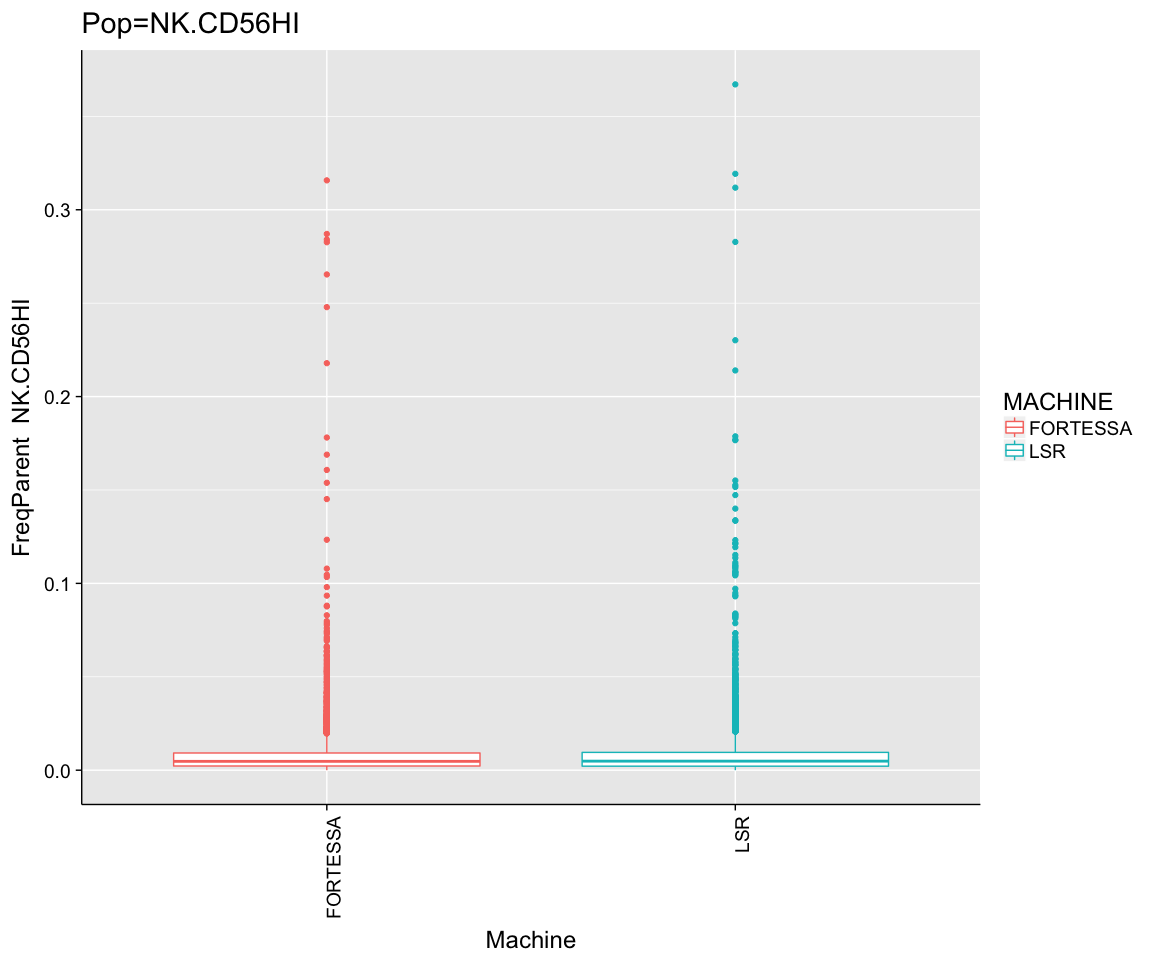 Pop=NK.CD56HI
FreqParent NK.CD56HI
0.3
0.2
0.1
0.0
FORTESSA
LSR
Machine
MACHINE
FORTESSA
LSR